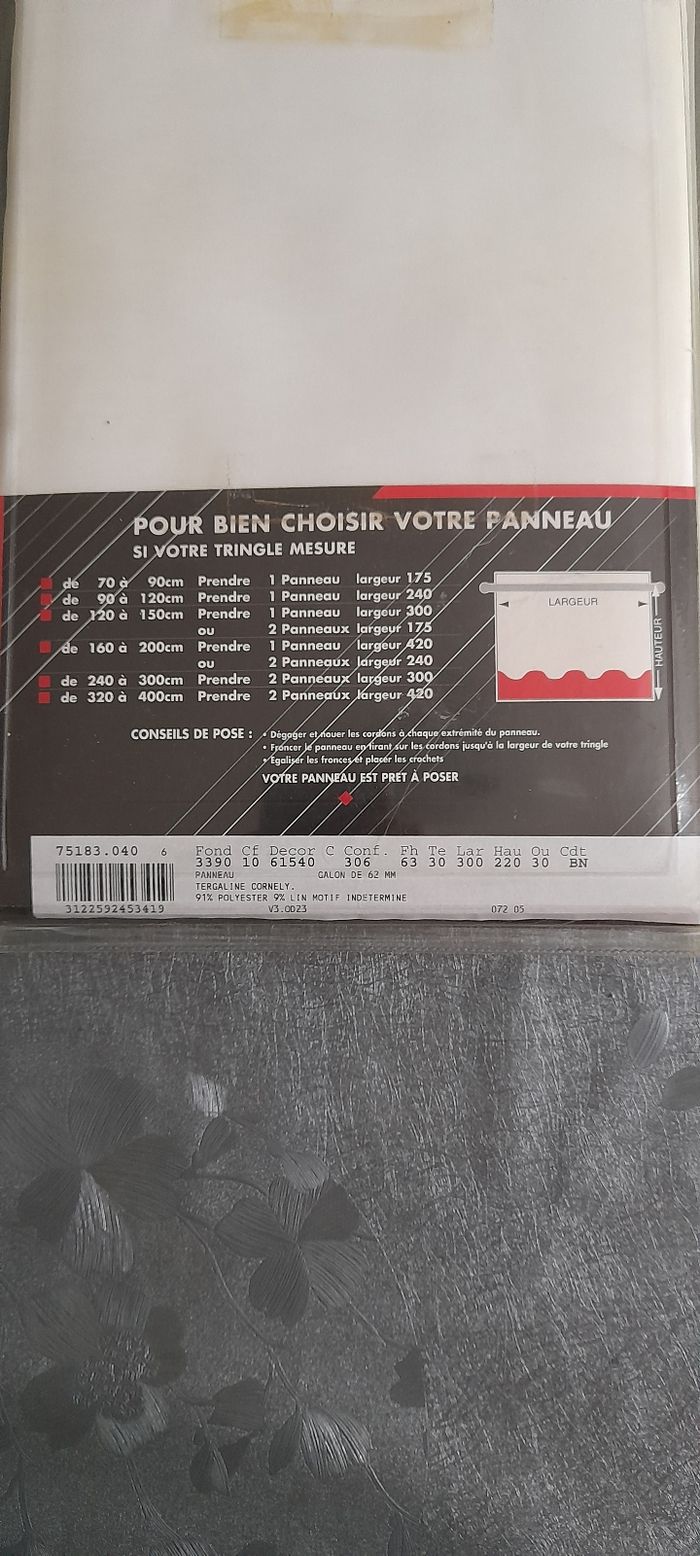 POUR BIEN CHOISIR VOTRE PANNEAU
SI VOTRE TRINGLE MESURE
de 70 à 90cm Prendre 1 Panneau largeur 175
de 90 à 120cm Prendre 1 Panneau largeur 240
de 120 à 150cm Prendre 1 Panneau largeur 300
ou 2 Panneaux largeur 175
de 160 à 200cm Prendre 1 Panneau largeur 420
ou 2 Panneaux largeur 240
de 240 à 300cm Prendre 2 Panneaux largeur 300
de 320 à 400cm Prendre 2 Panneaux largeur 420
LARGEUR
HAUTEUR
CONSEILS DE POSE : • Dégager et nouer les cordons à chaque extrémité du panneau.
• Froncer le panneau en tirant sur les cordons jusqu'à la largeur de votre tringle
• Egaliser les fronces et placer les crochets
VOTRE PANNEAU EST PRET À POSER
75183.040 6 Fond Cf Decor C Conf. Fh Te Lar Hau Ou Cdt
3390 10 61540 306 63 30 300 220 30 BN
PANNEAU GALON DE 62 MM
TERGALINE CORNELY.
91% POLYESTER 9% LIN MOTIF INDETERMINE
3122592453419 V3.0023 072 05